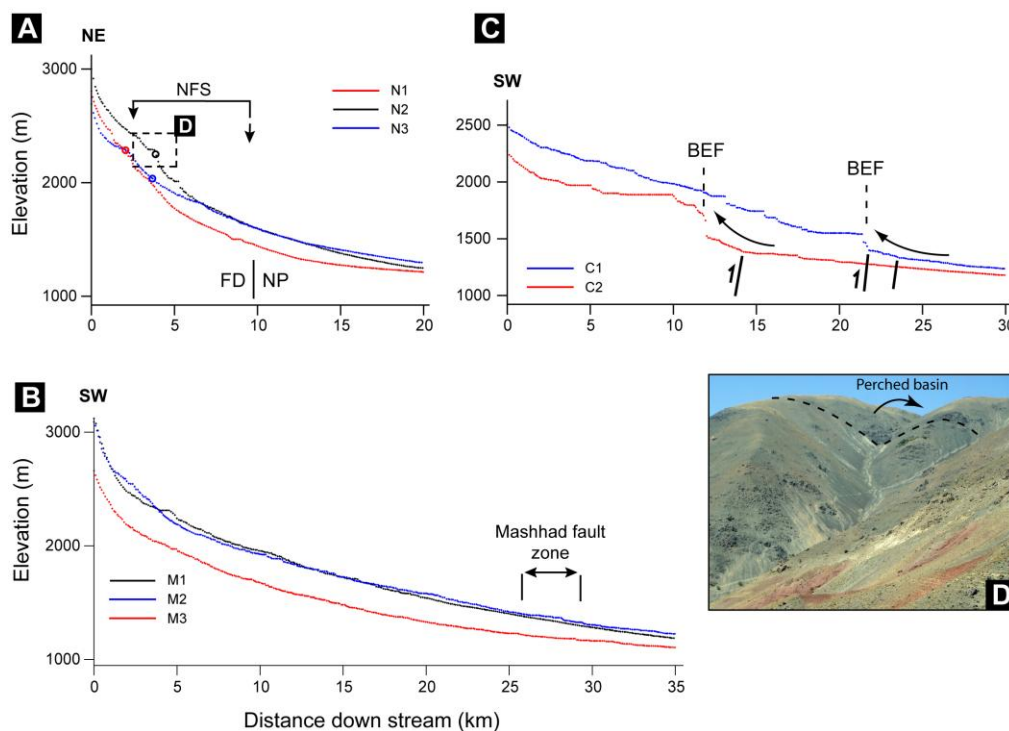 A
NE
Elevation (m)
3000
2000
1000
NFS
D
N1
N2
N3
FD
NP
0
5
10
15
20
C
SW
Elevation (m)
2500
2000
1500
1000
BEF
BEF
C1
C2
0
5
10
15
20
25
30
B
SW
Elevation (m)
3000
2000
1000
Mashhad fault
zone
M1
M2
M3
0
5
10
15
20
25
30
35
Distance down stream (km)
Perched basin
D